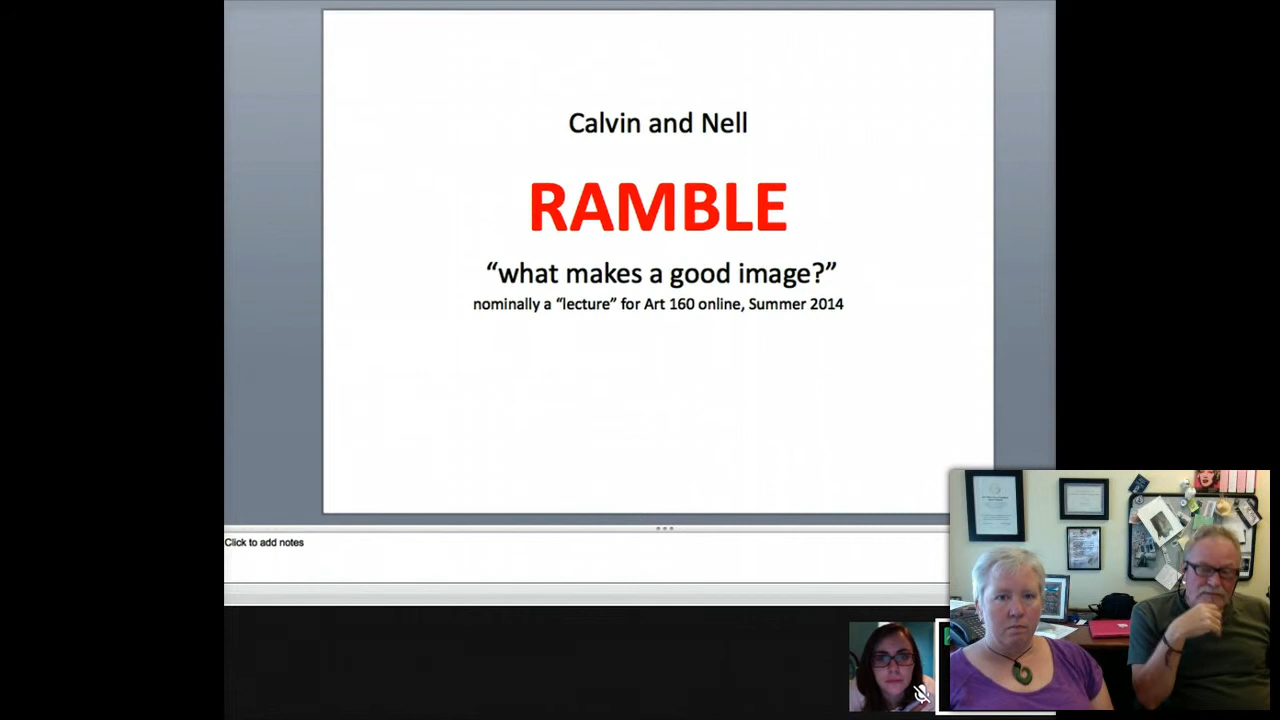 Calvin and Nell
RAMBLE
“what makes a good image?”
nominally a “lecture” for Art 160 online, Summer 2014
Click to add notes